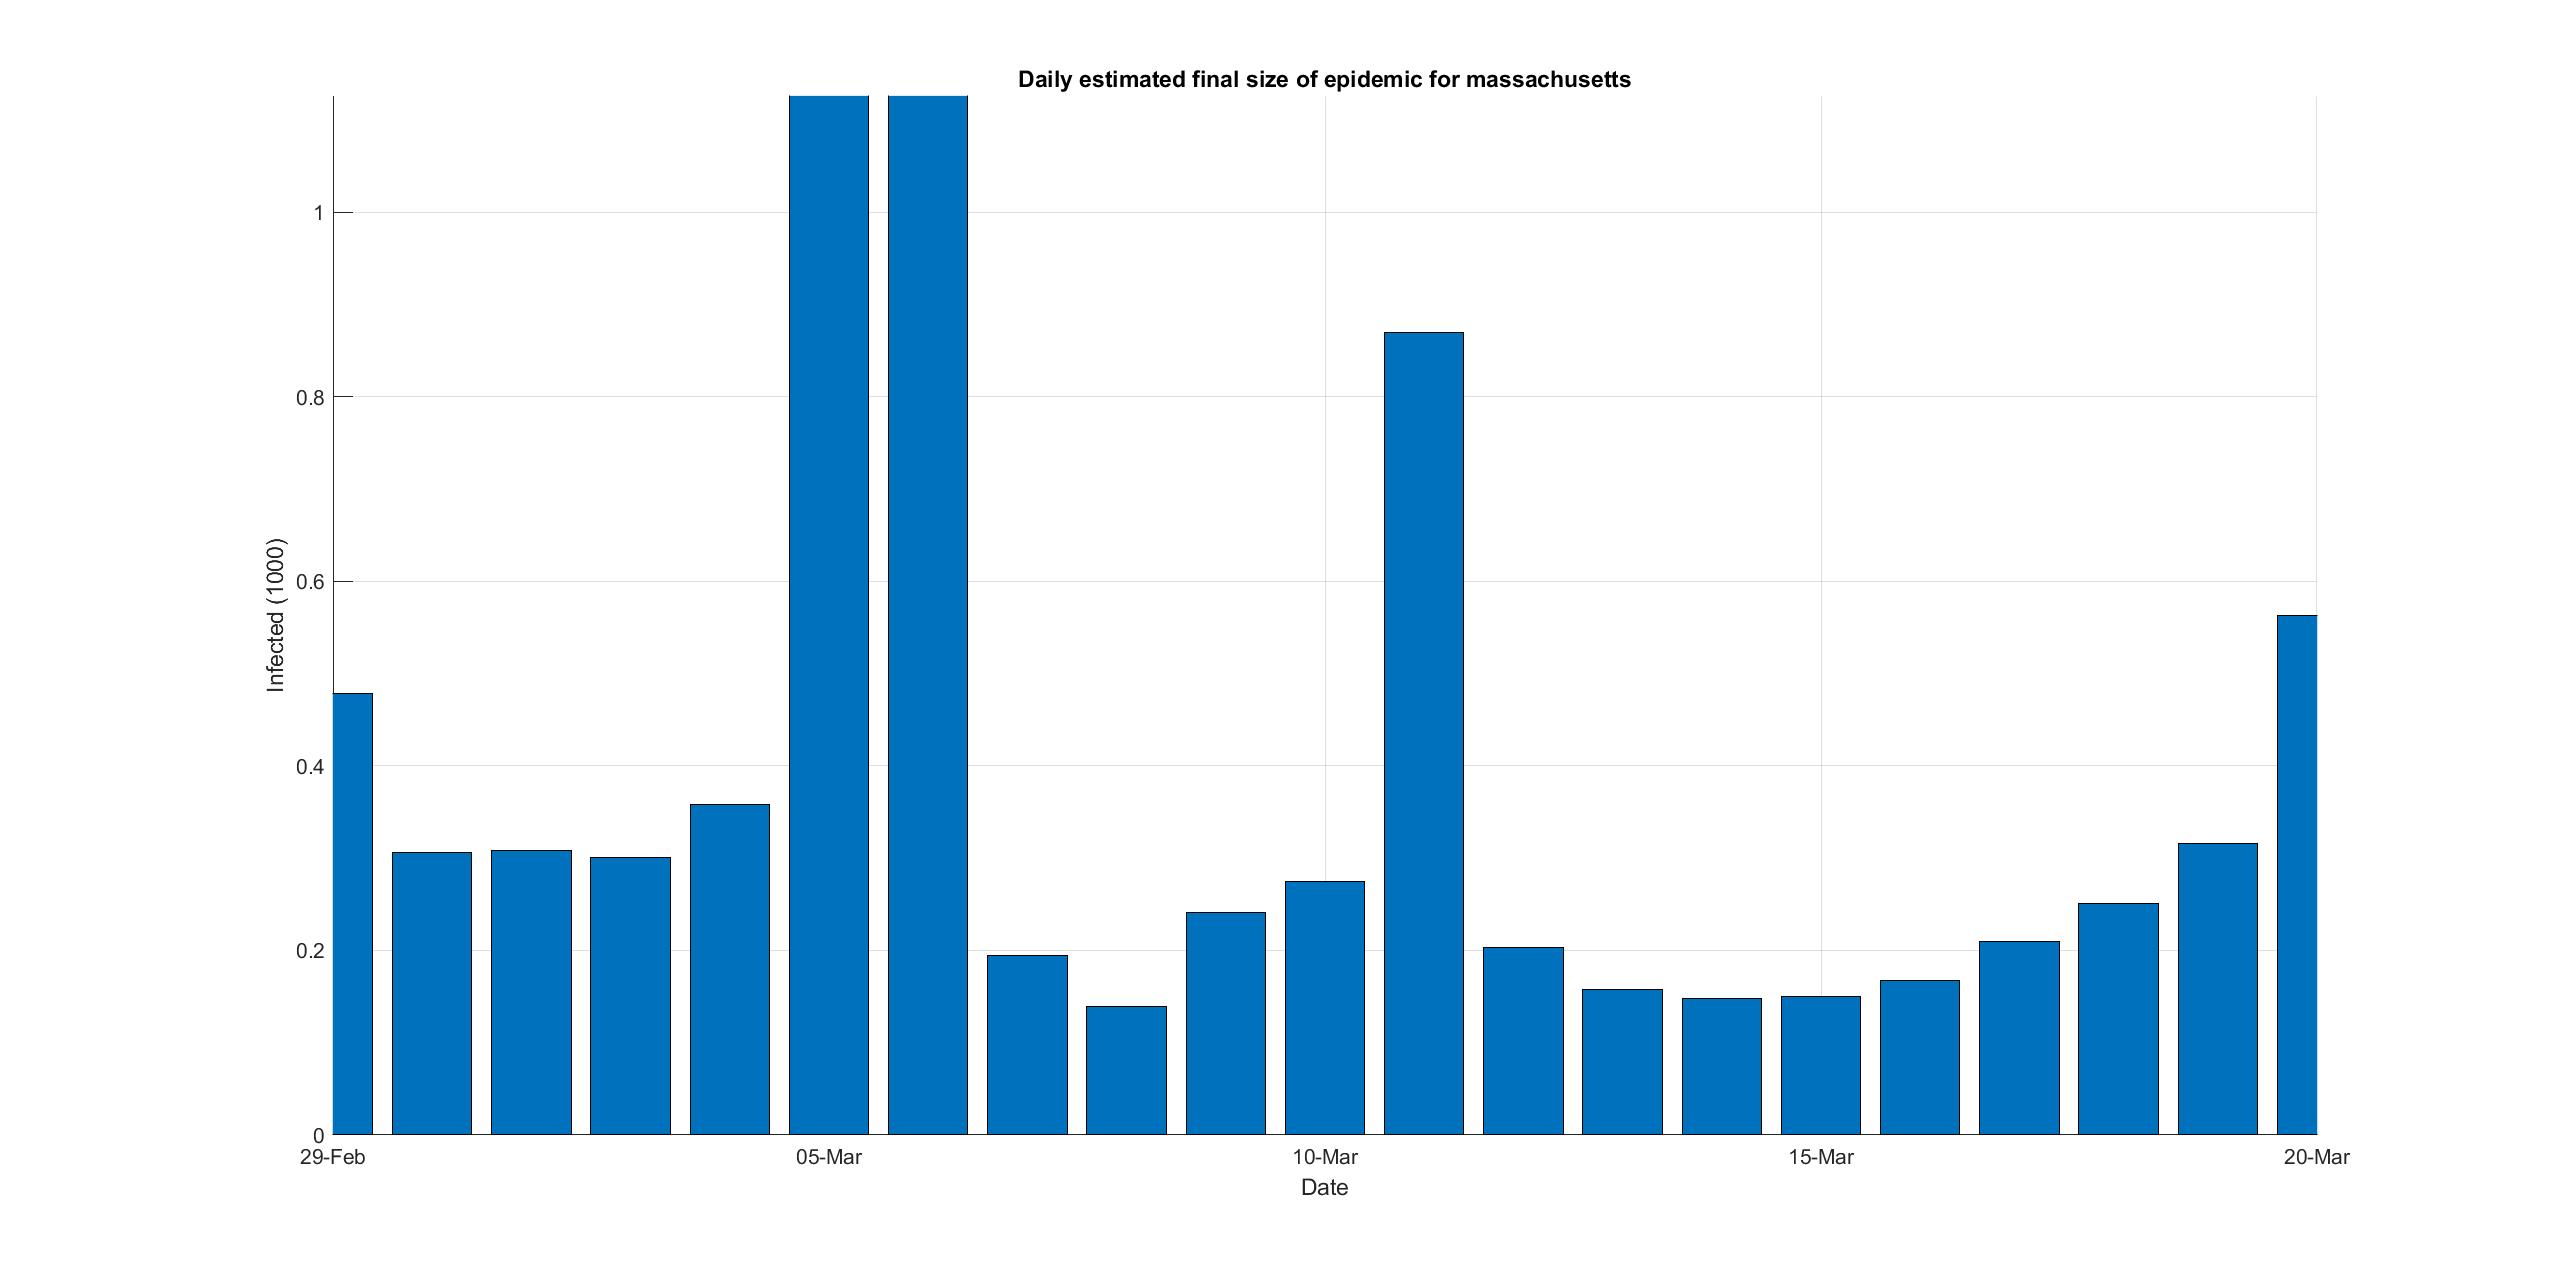 Daily estimated final size of epidemic for massachusetts
Infected (1000)
1
0.8
0.6
0.4
0.2
0
29-Feb 05-Mar 10-Mar 15-Mar 20-Mar
Date